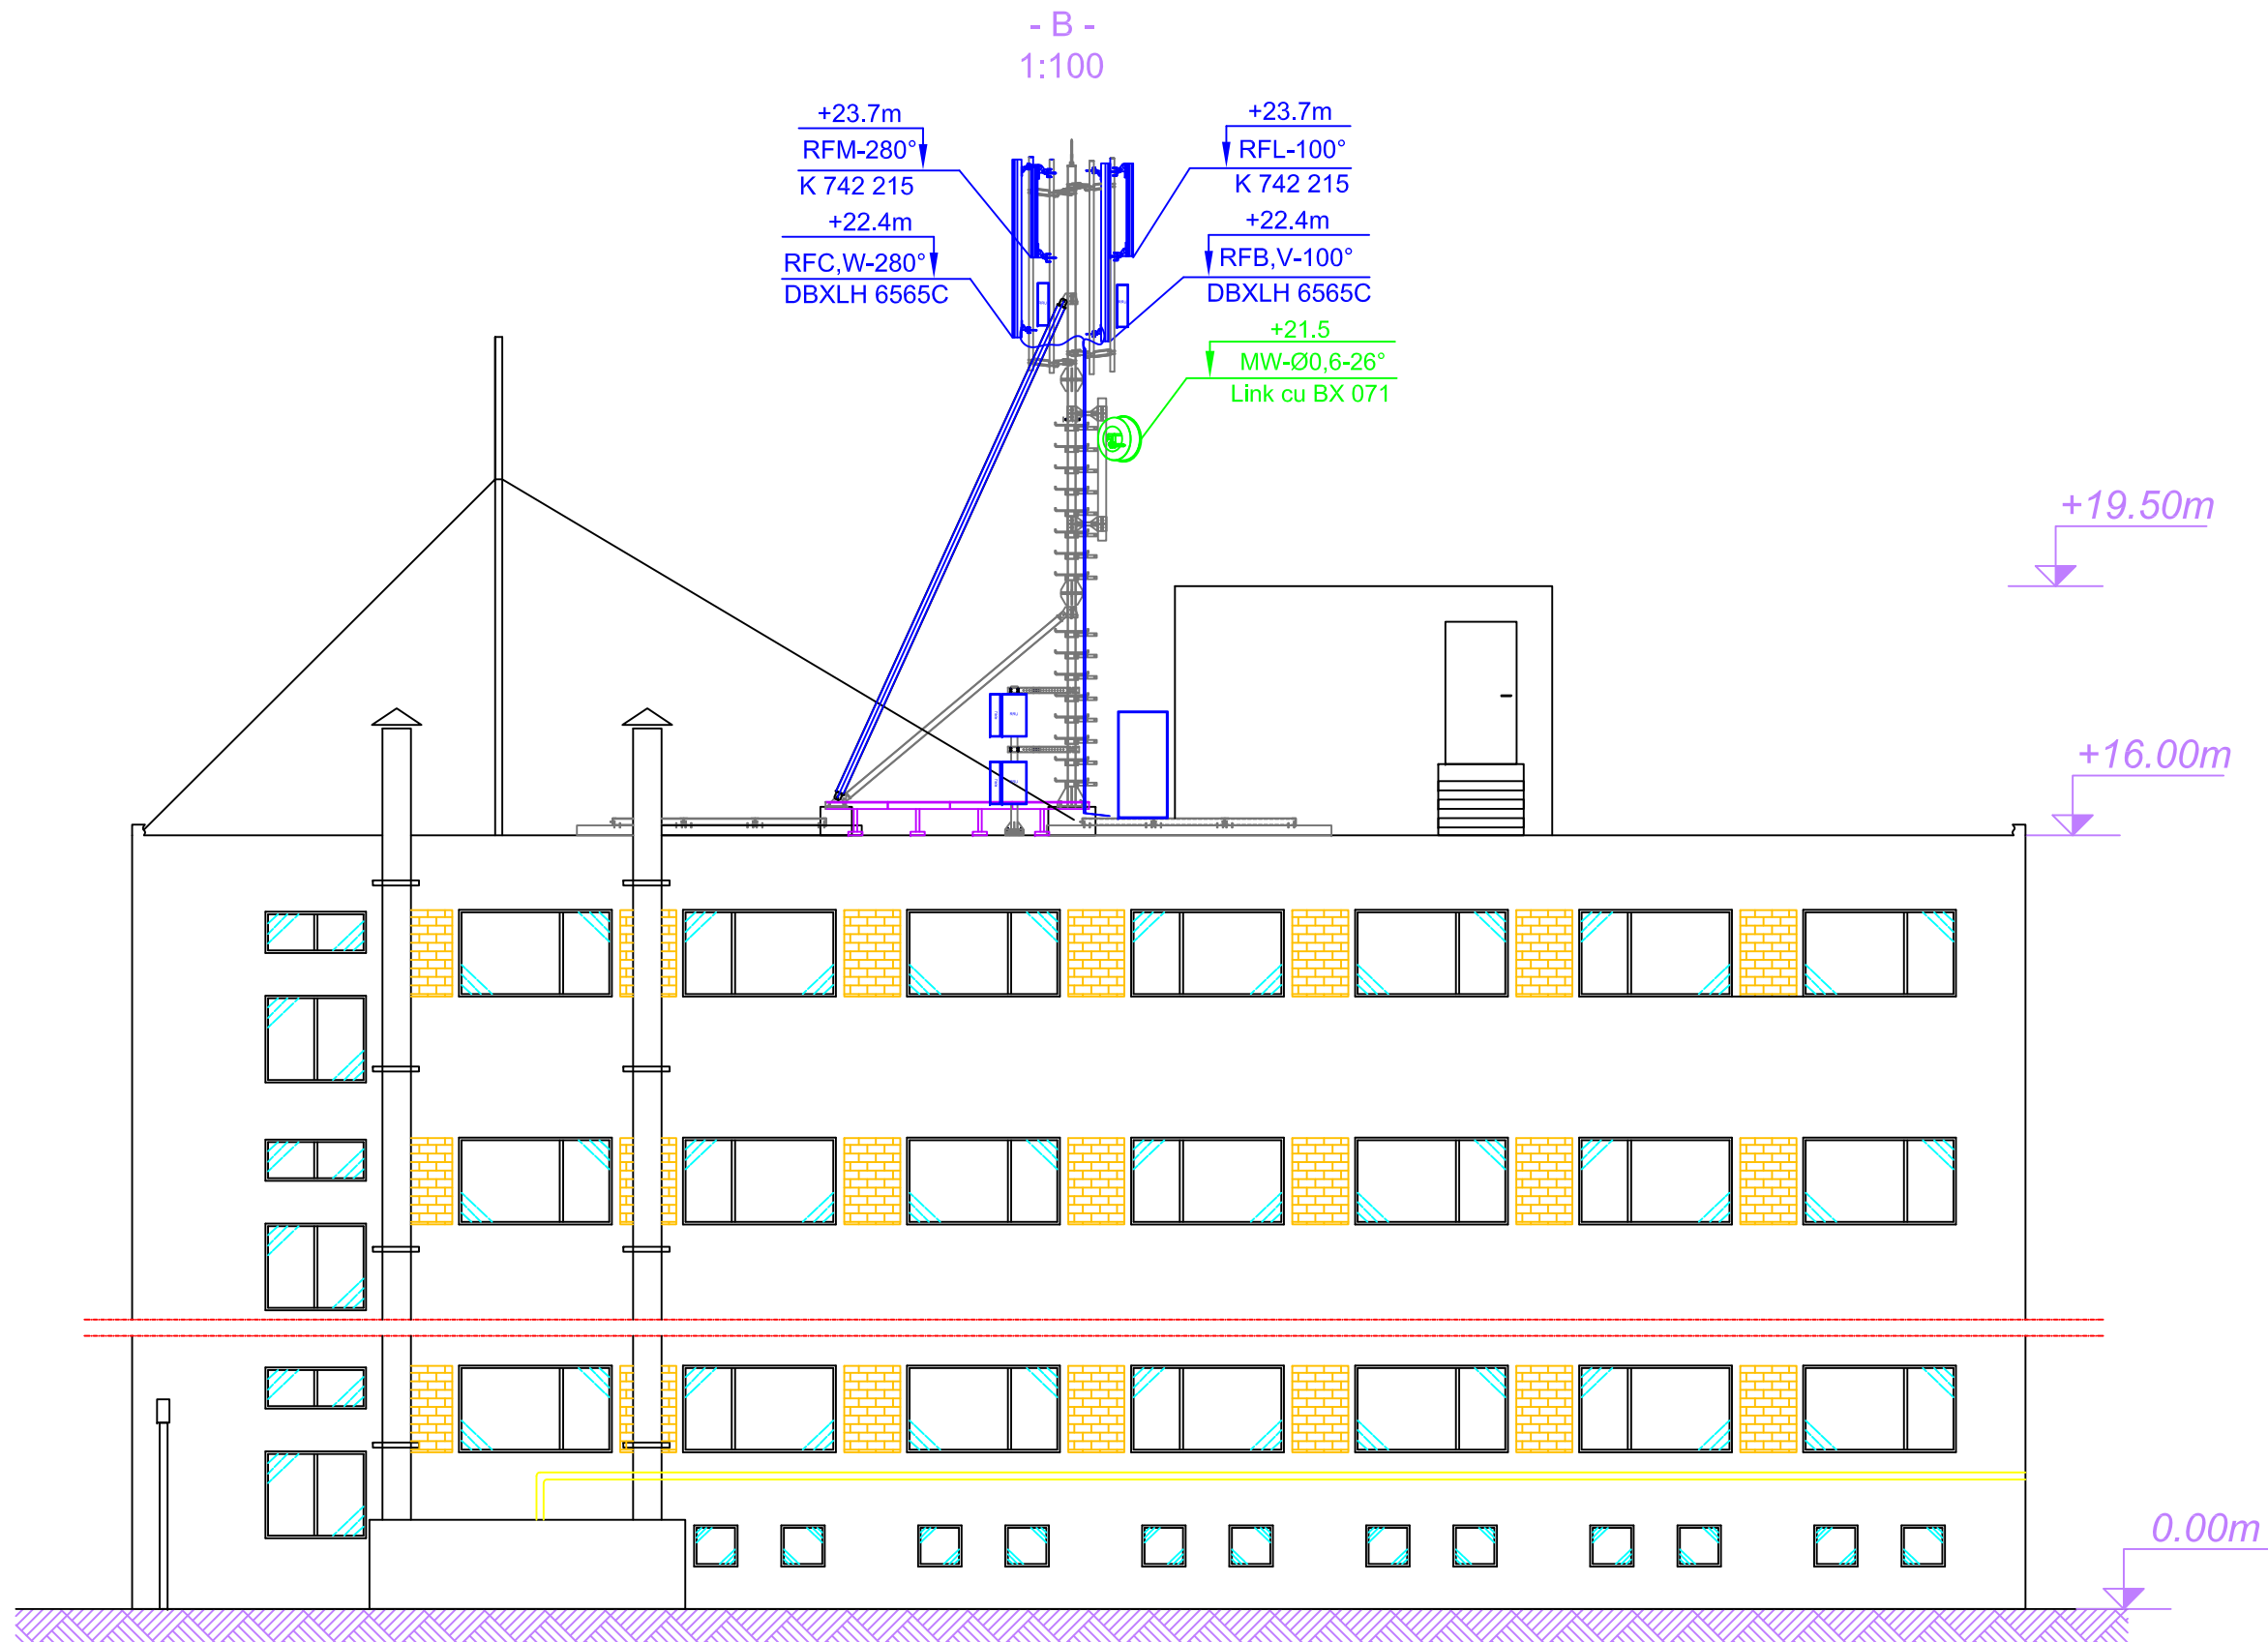 - B -
1:100
+23.7m
RFM-280°
K 742 215
+22.4m
RFC,W-280°
DBXLH 6565C
+23.7m
RFL-100°
K 742 215
+22.4m
RFB,V-100°
DBXLH 6565C
+21.5
MW-Ø0,6-26°
Link cu BX 071
+19.50m
+16.00m
0.00m